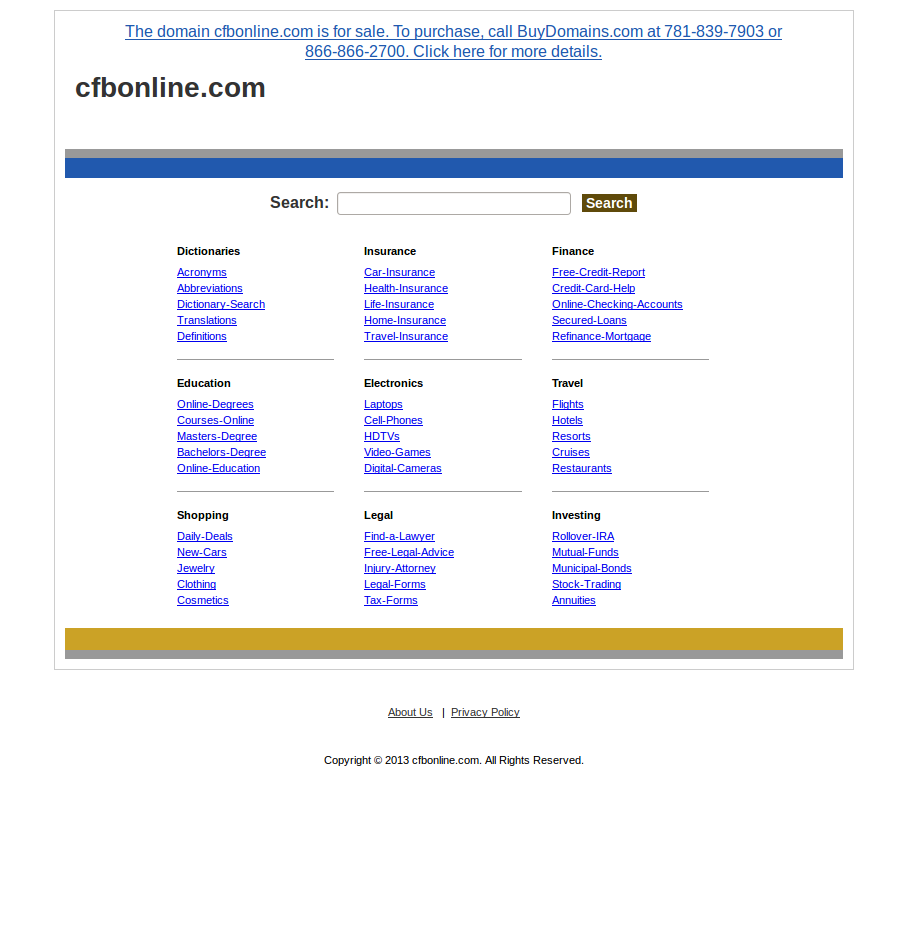 The domain cfbonline.com is for sale. To purchase, call BuyDomains.com at 781-839-7903 or
866-866-2700. Click here for more details.
cfbonline.com
Search: Search
Dictionaries
Acronyms
Abbreviations
Dictionary-Search
Translations
Definitions
Insurance
Car-Insurance
Health-Insurance
Life-Insurance
Home-Insurance
Travel-Insurance
Finance
Free-Credit-Report
Credit-Card-Help
Online-Checking-Accounts
Secured-Loans
Refinance-Mortgage
Education
Online-Degrees
Courses-Online
Masters-Degree
Bachelors-Degree
Online-Education
Electronics
Laptops
Cell-Phones
HDTVs
Video-Games
Digital-Cameras
Travel
Flights
Hotels
Resorts
Cruises
Restaurants
Shopping
Daily-Deals
New-Cars
Jewelry
Clothing
Cosmetics
Legal
Find-a-Lawyer
Free-Legal-Advice
Injury-Attorney
Legal-Forms
Tax-Forms
Investing
Rollover-IRA
Mutual-Funds
Municipal-Bonds
Stock-Trading
Annuities
About Us | Privacy Policy
Copyright © 2013 cfbonline.com. All Rights Reserved.